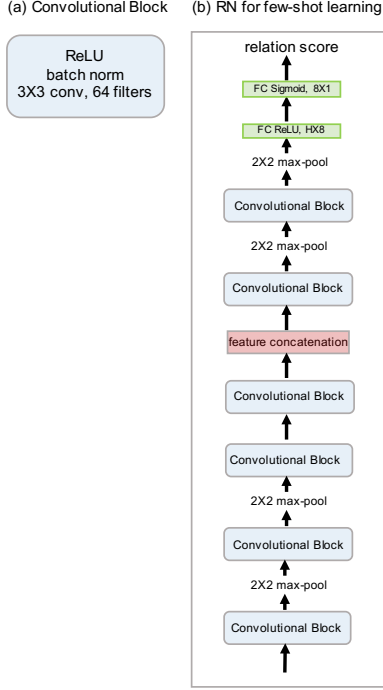 (a) Convolutional Block
ReLU
batch norm
3X3 conv, 64 filters
(b) RN for few-shot learning
relation score
FC Sigmoid, 8X1
FC ReLU, HX8
2X2 max-pool
Convolutional Block
2X2 max-pool
Convolutional Block
feature concatenation
Convolutional Block
Convolutional Block
2X2 max-pool
Convolutional Block
2X2 max-pool
Convolutional Block